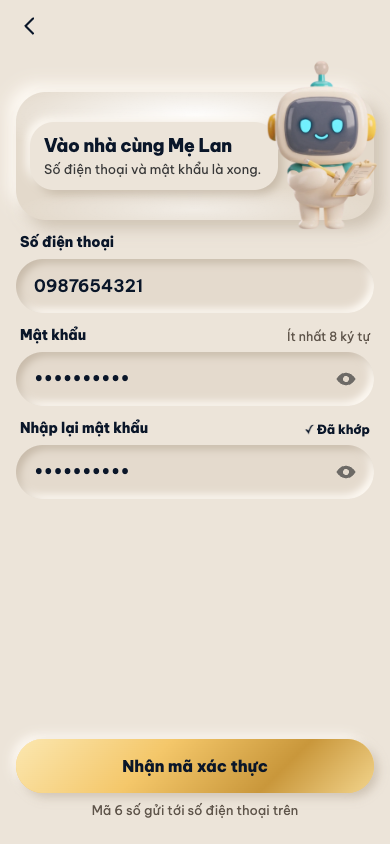 Vào nhà cùng Mẹ Lan
Số điện thoại và mật khẩu là xong.
Số điện thoại
0987654321
Mật khẩu
Ít nhất 8 ký tự
••••••••••
Nhập lại mật khẩu
✓ Đã khớp
••••••••••
Nhận mã xác thực
Mã 6 số gửi tới số điện thoại trên